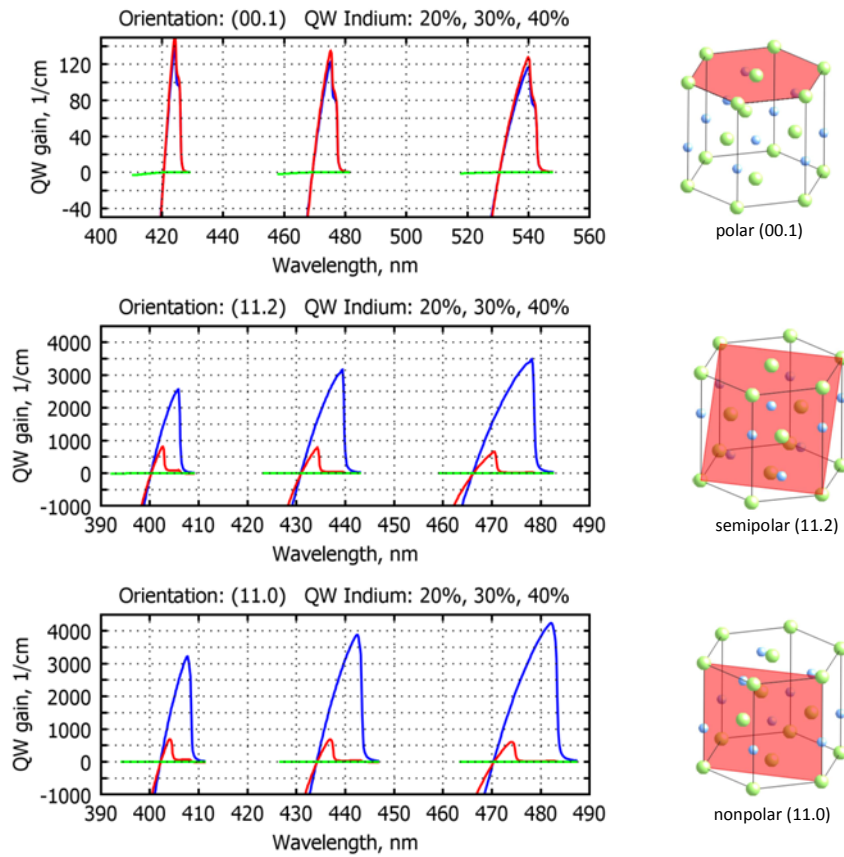 Orientation: (00.1) QW Indium: 20%, 30%, 40%
QW gain, 1/cm
120
80
40
0
-40
400 420 440 460 480 500 520 540 560
Wavelength, nm
polar (00.1)
Orientation: (11.2) QW Indium: 20%, 30%, 40%
QW gain, 1/cm
4000
3000
2000
1000
0
-1000
390 400 410 420 430 440 450 460 470 480 490
Wavelength, nm
semipolar (11.2)
Orientation: (11.0) QW Indium: 20%, 30%, 40%
QW gain, 1/cm
4000
3000
2000
1000
0
-1000
390 400 410 420 430 440 450 460 470 480 490
Wavelength, nm
nonpolar (11.0)